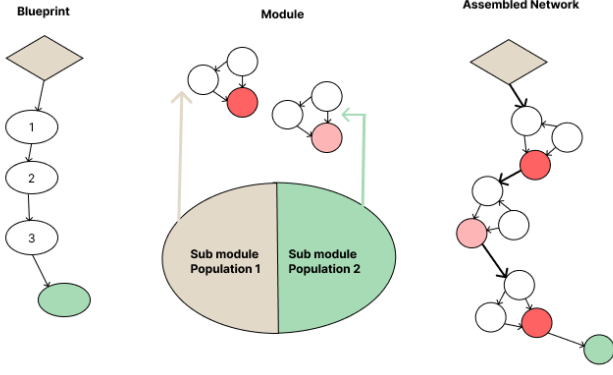 Blueprint
Module
Assembled Network
1
2
3
Sub module
Population 1
Sub module
Population 2